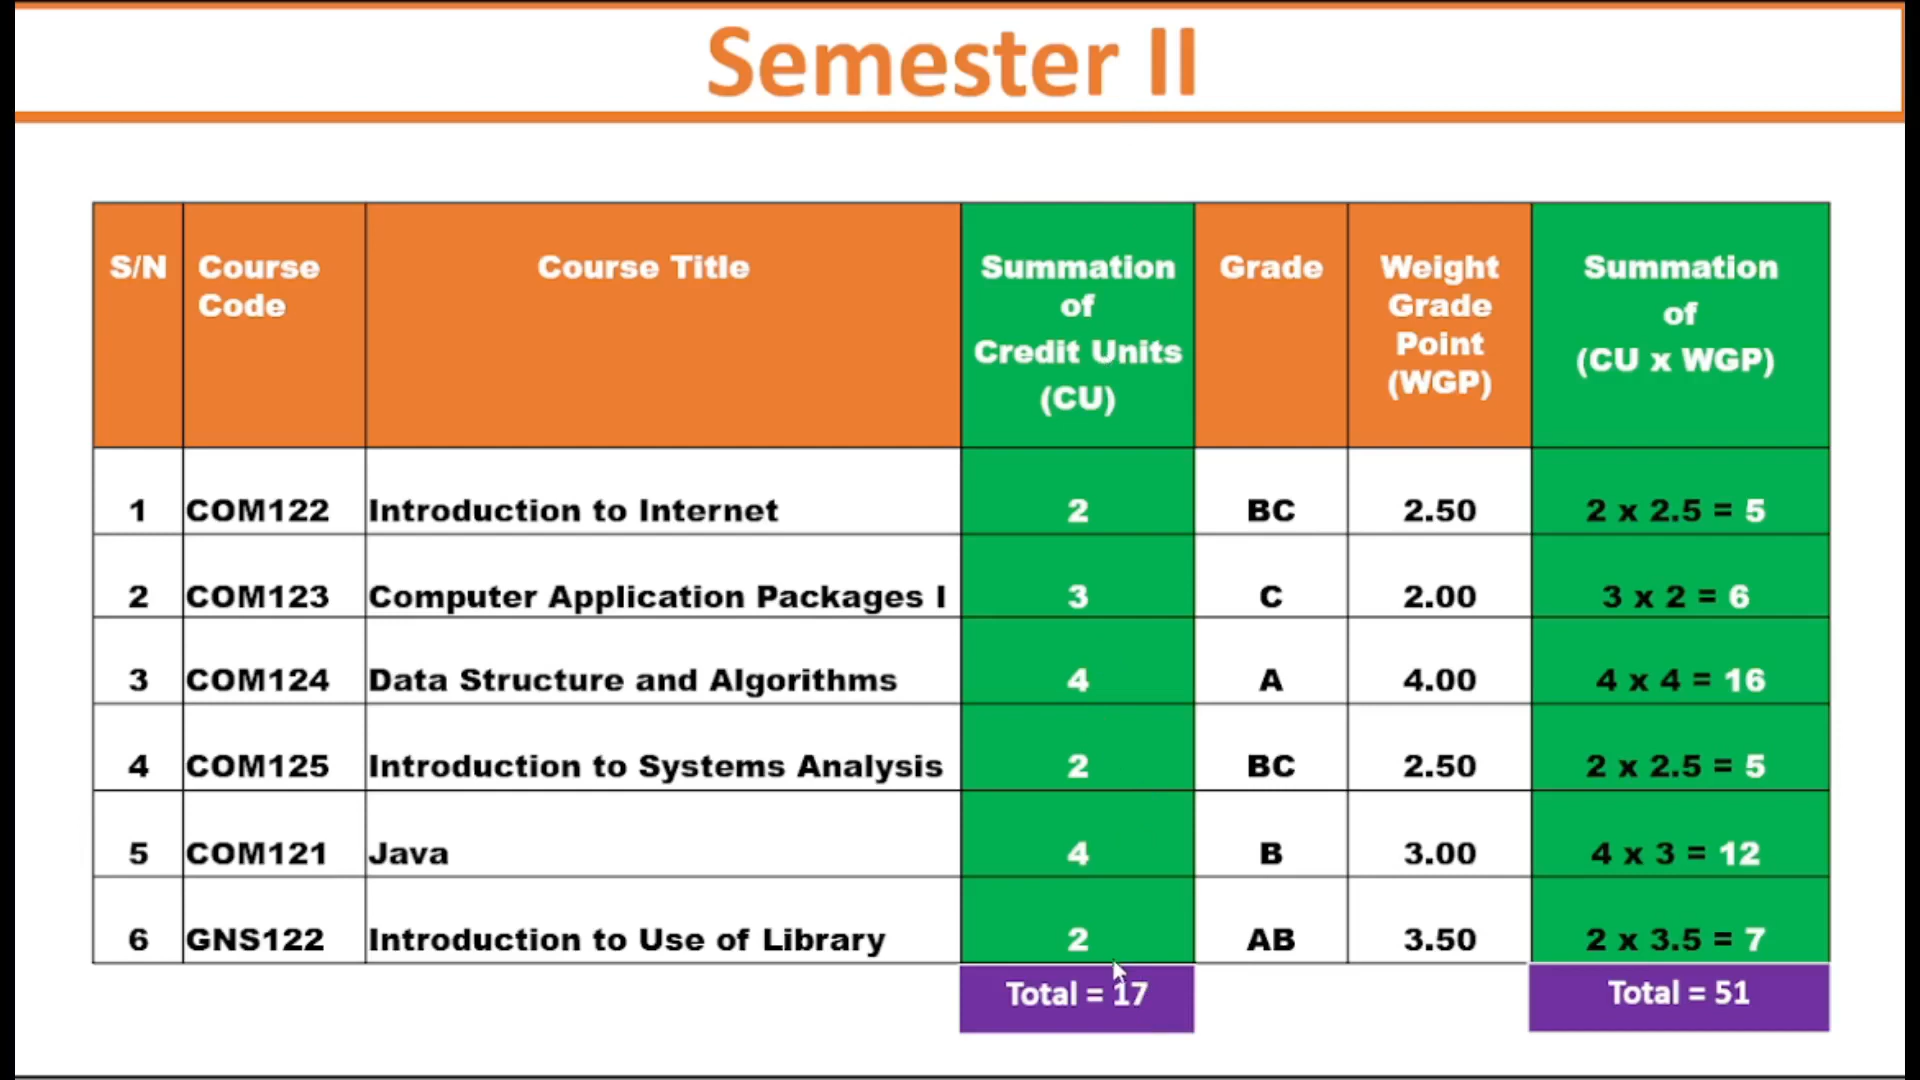 Semester II
S/N Course Code Course Title Summation of Credit Units (CU) Grade Weight Grade Point (WGP) Summation of (CU x WGP)
1 COM122 Introduction to Internet 2 BC 2.50 2 x 2.5 = 5
2 COM123 Computer Application Packages I 3 C 2.00 3 x 2 = 6
3 COM124 Data Structure and Algorithms 4 A 4.00 4 x 4 = 16
4 COM125 Introduction to Systems Analysis 2 BC 2.50 2 x 2.5 = 5
5 COM121 Java 4 B 3.00 4 x 3 = 12
6 GNS122 Introduction to Use of Library 2 AB 3.50 2 x 3.5 = 7
Total = 17 Total = 51